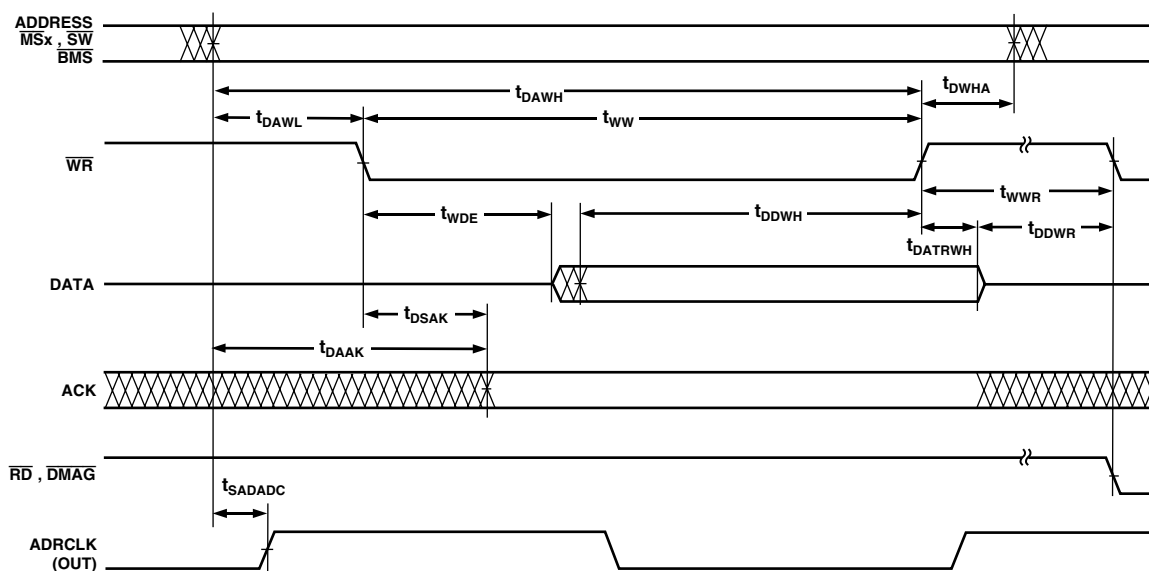 ADDRESS
MSx , SW
BMS
tDAWH
tDWHA
tDAWL
tWW
WR
tWWR
tWDE
tDDWH
tDDWR
tDATRWH
DATA
tDSAK
tDAAK
ACK
RD , DMAG
tSADADC
ADRCLK
(OUT)